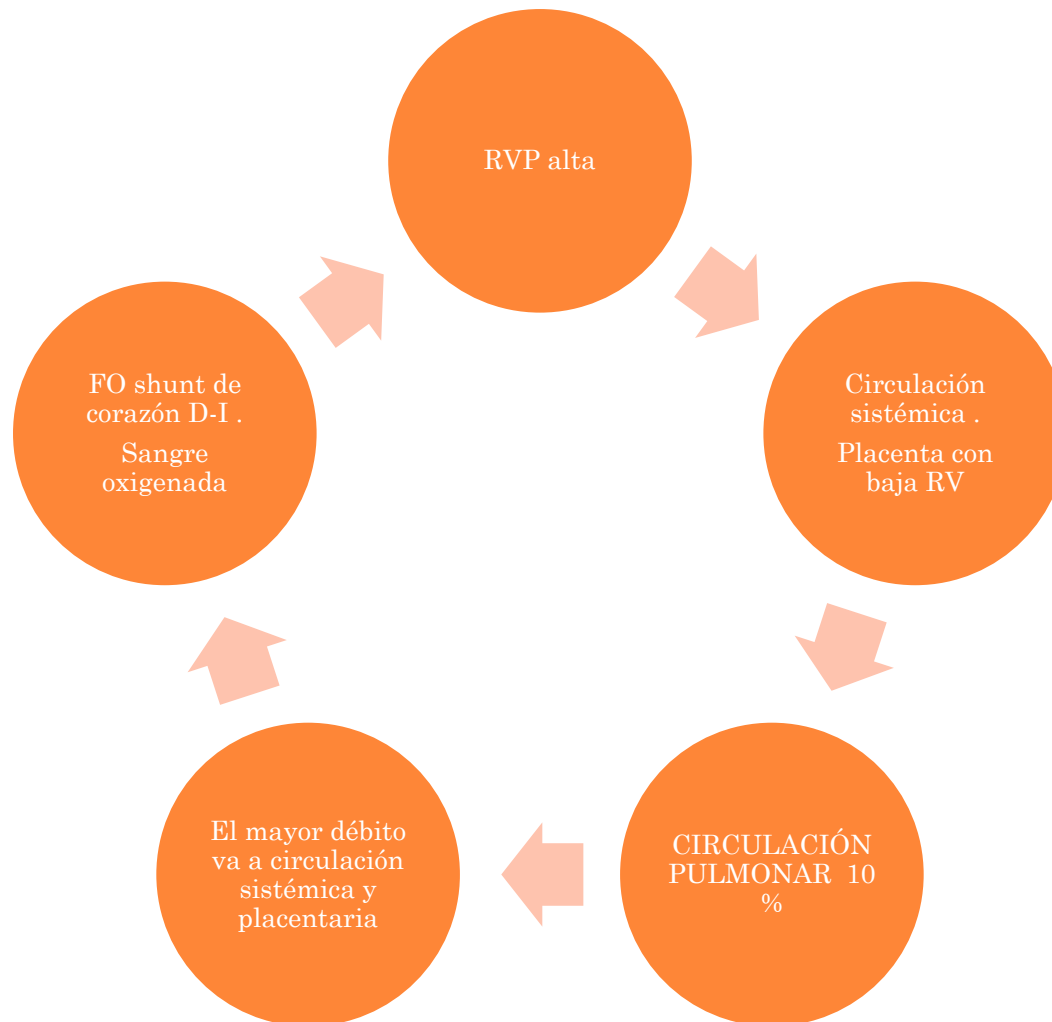 RVP alta
Circulación
sistémica .
Placenta con
baja RV
CIRCULACIÓN
PULMONAR 10
%
El mayor débito
va a circulación
sistémica y
placentaria
FO shunt de
corazón D-I .
Sangre
oxigenada